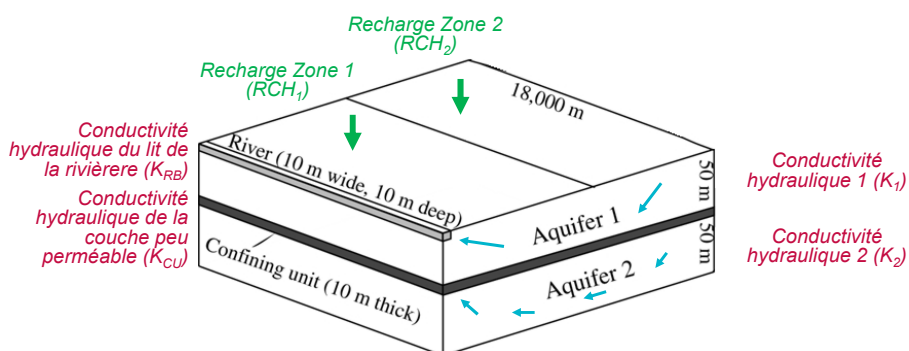 Recharge Zone 2
(RCH2)
Recharge Zone 1
(RCH1)
18,000 m
Conductivité
hydraulique du lit de
la rivièrere (KRB)
River (10 m wide, 10 m deep)
50 m
Conductivité
hydraulique 1 (K1)
Conductivité
hydraulique de la
couche peu
perméable (KCU)
Aquifer 1
Confining unit (10 m thick)
50 m
Conductivité
hydraulique 2 (K2)
Aquifer 2